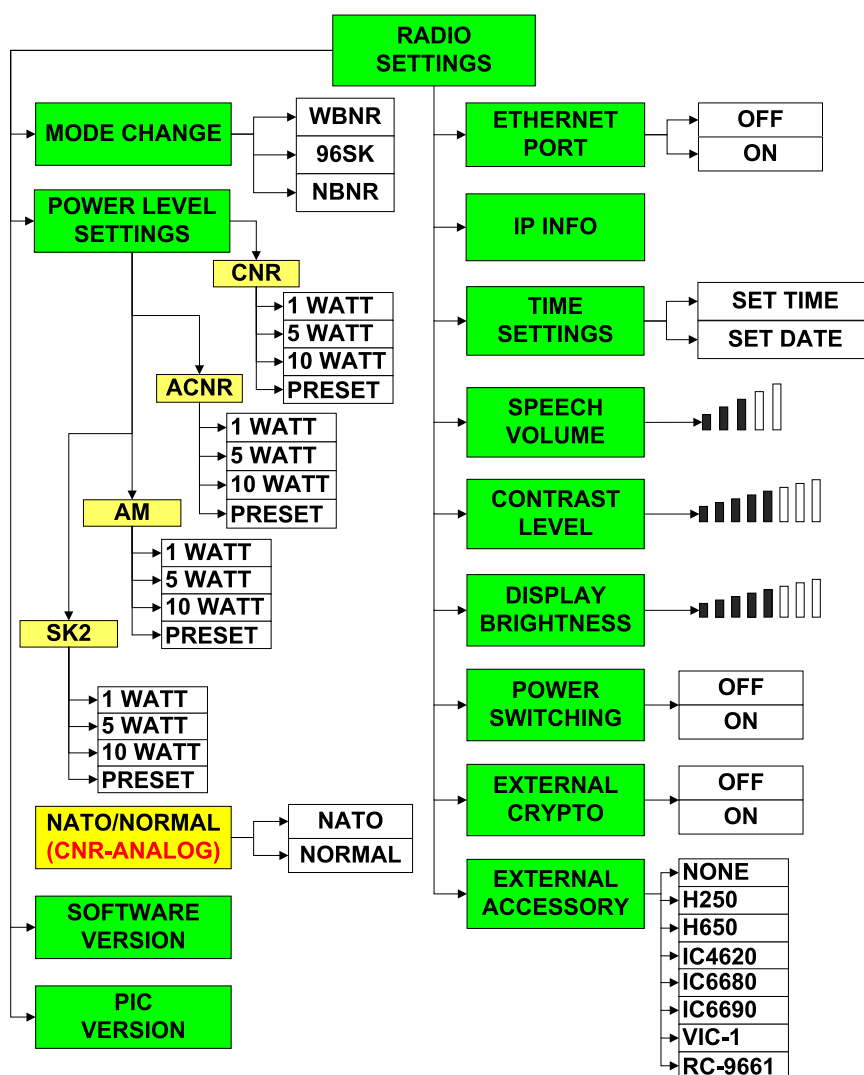 RADIO
SETTINGS
MODE CHANGE
WBNR
96SK
NBNR
POWER LEVEL
SETTINGS
CNR
1 WATT
5 WATT
10 WATT
PRESET
ACNR
1 WATT
5 WATT
10 WATT
PRESET
AM
1 WATT
5 WATT
10 WATT
PRESET
SK2
1 WATT
5 WATT
10 WATT
PRESET
NATO/NORMAL
(CNR-ANALOG)
NATO
NORMAL
SOFTWARE
VERSION
PIC
VERSION
ETHERNET
PORT
OFF
ON
IP INFO
TIME
SETTINGS
SET TIME
SET DATE
SPEECH
VOLUME
CONTRAST
LEVEL
DISPLAY
BRIGHTNESS
POWER
SWITCHING
OFF
ON
EXTERNAL
CRYPTO
OFF
ON
EXTERNAL
ACCESSORY
NONE
H250
H650
IC4620
IC6680
IC6690
VIC-1
RC-9661